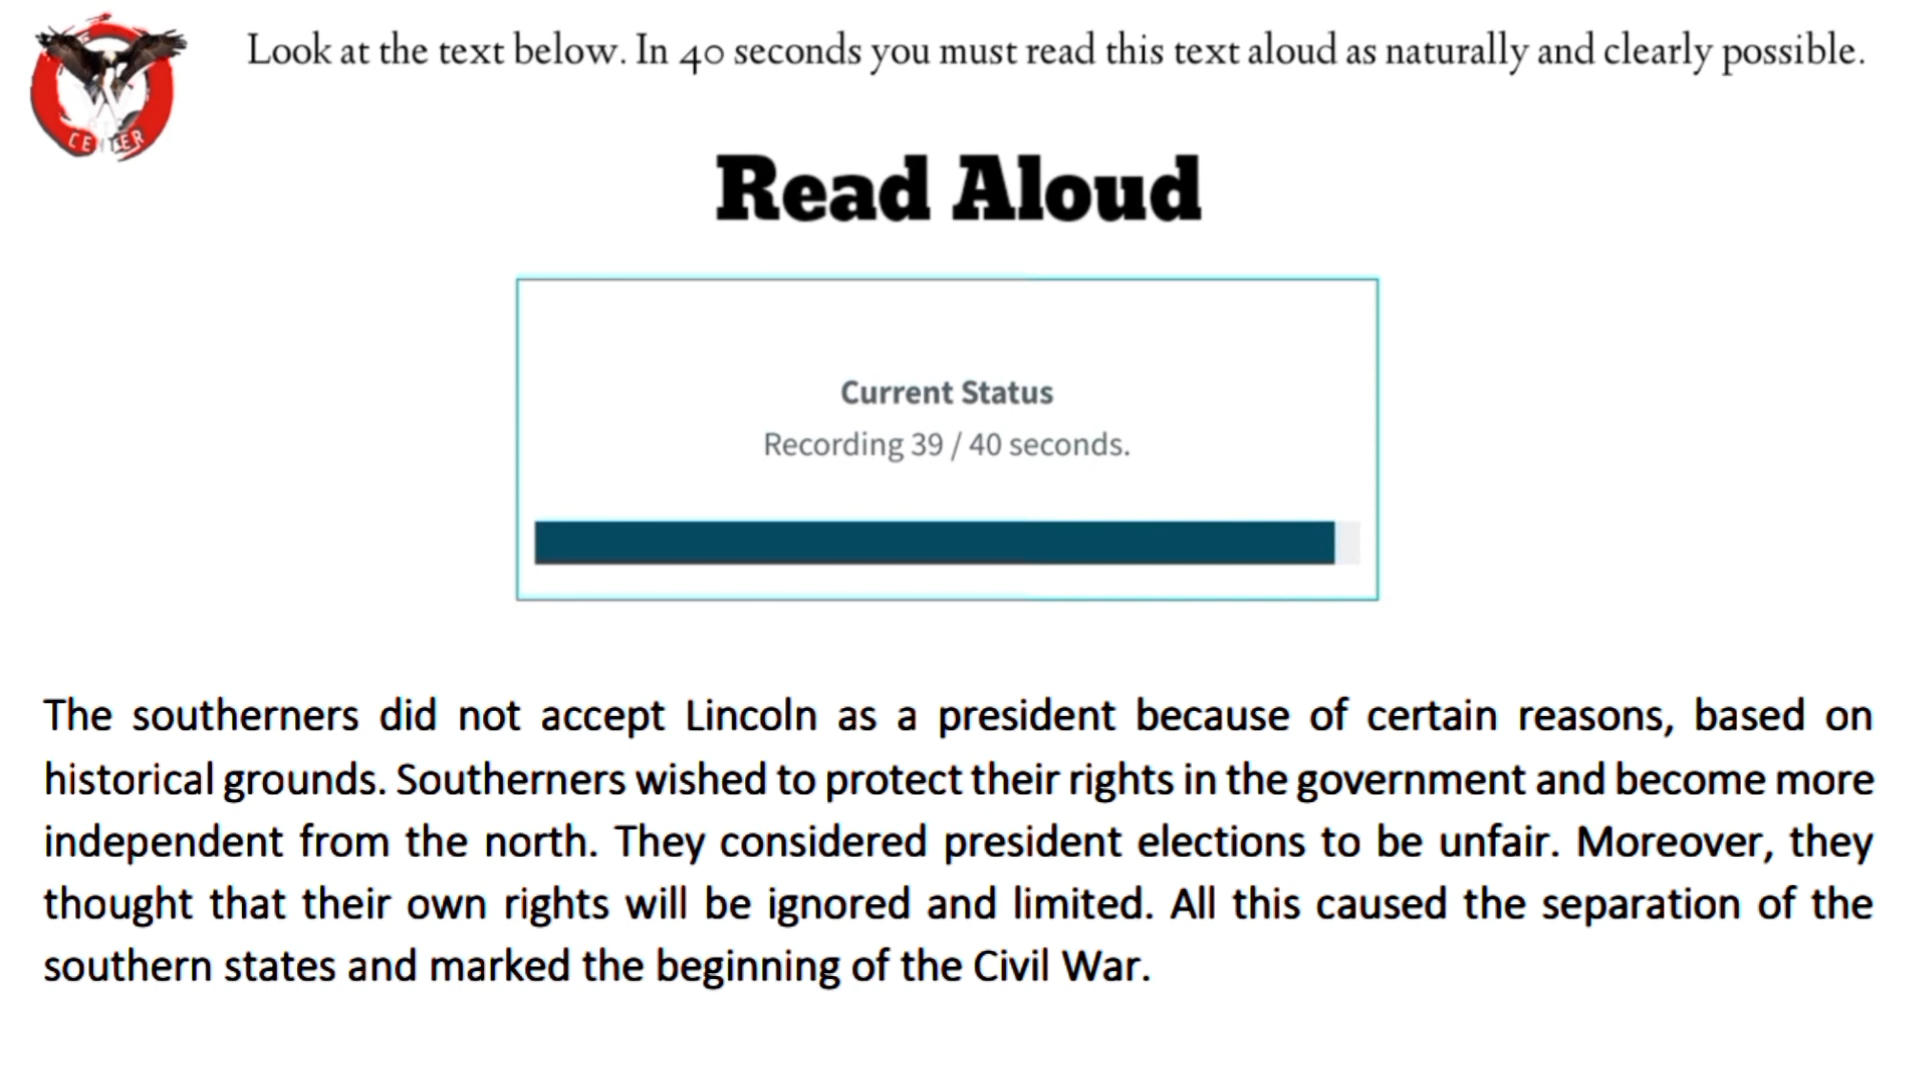 CENTER
Look at the text below. In 40 seconds you must read this text aloud as naturally and clearly possible.
Read Aloud
Current Status
Recording 39 / 40 seconds.
The southerners did not accept Lincoln as a president because of certain reasons, based on
historical grounds. Southerners wished to protect their rights in the government and become more
independent from the north. They considered president elections to be unfair. Moreover, they
thought that their own rights will be ignored and limited. All this caused the separation of the
southern states and marked the beginning of the Civil War.